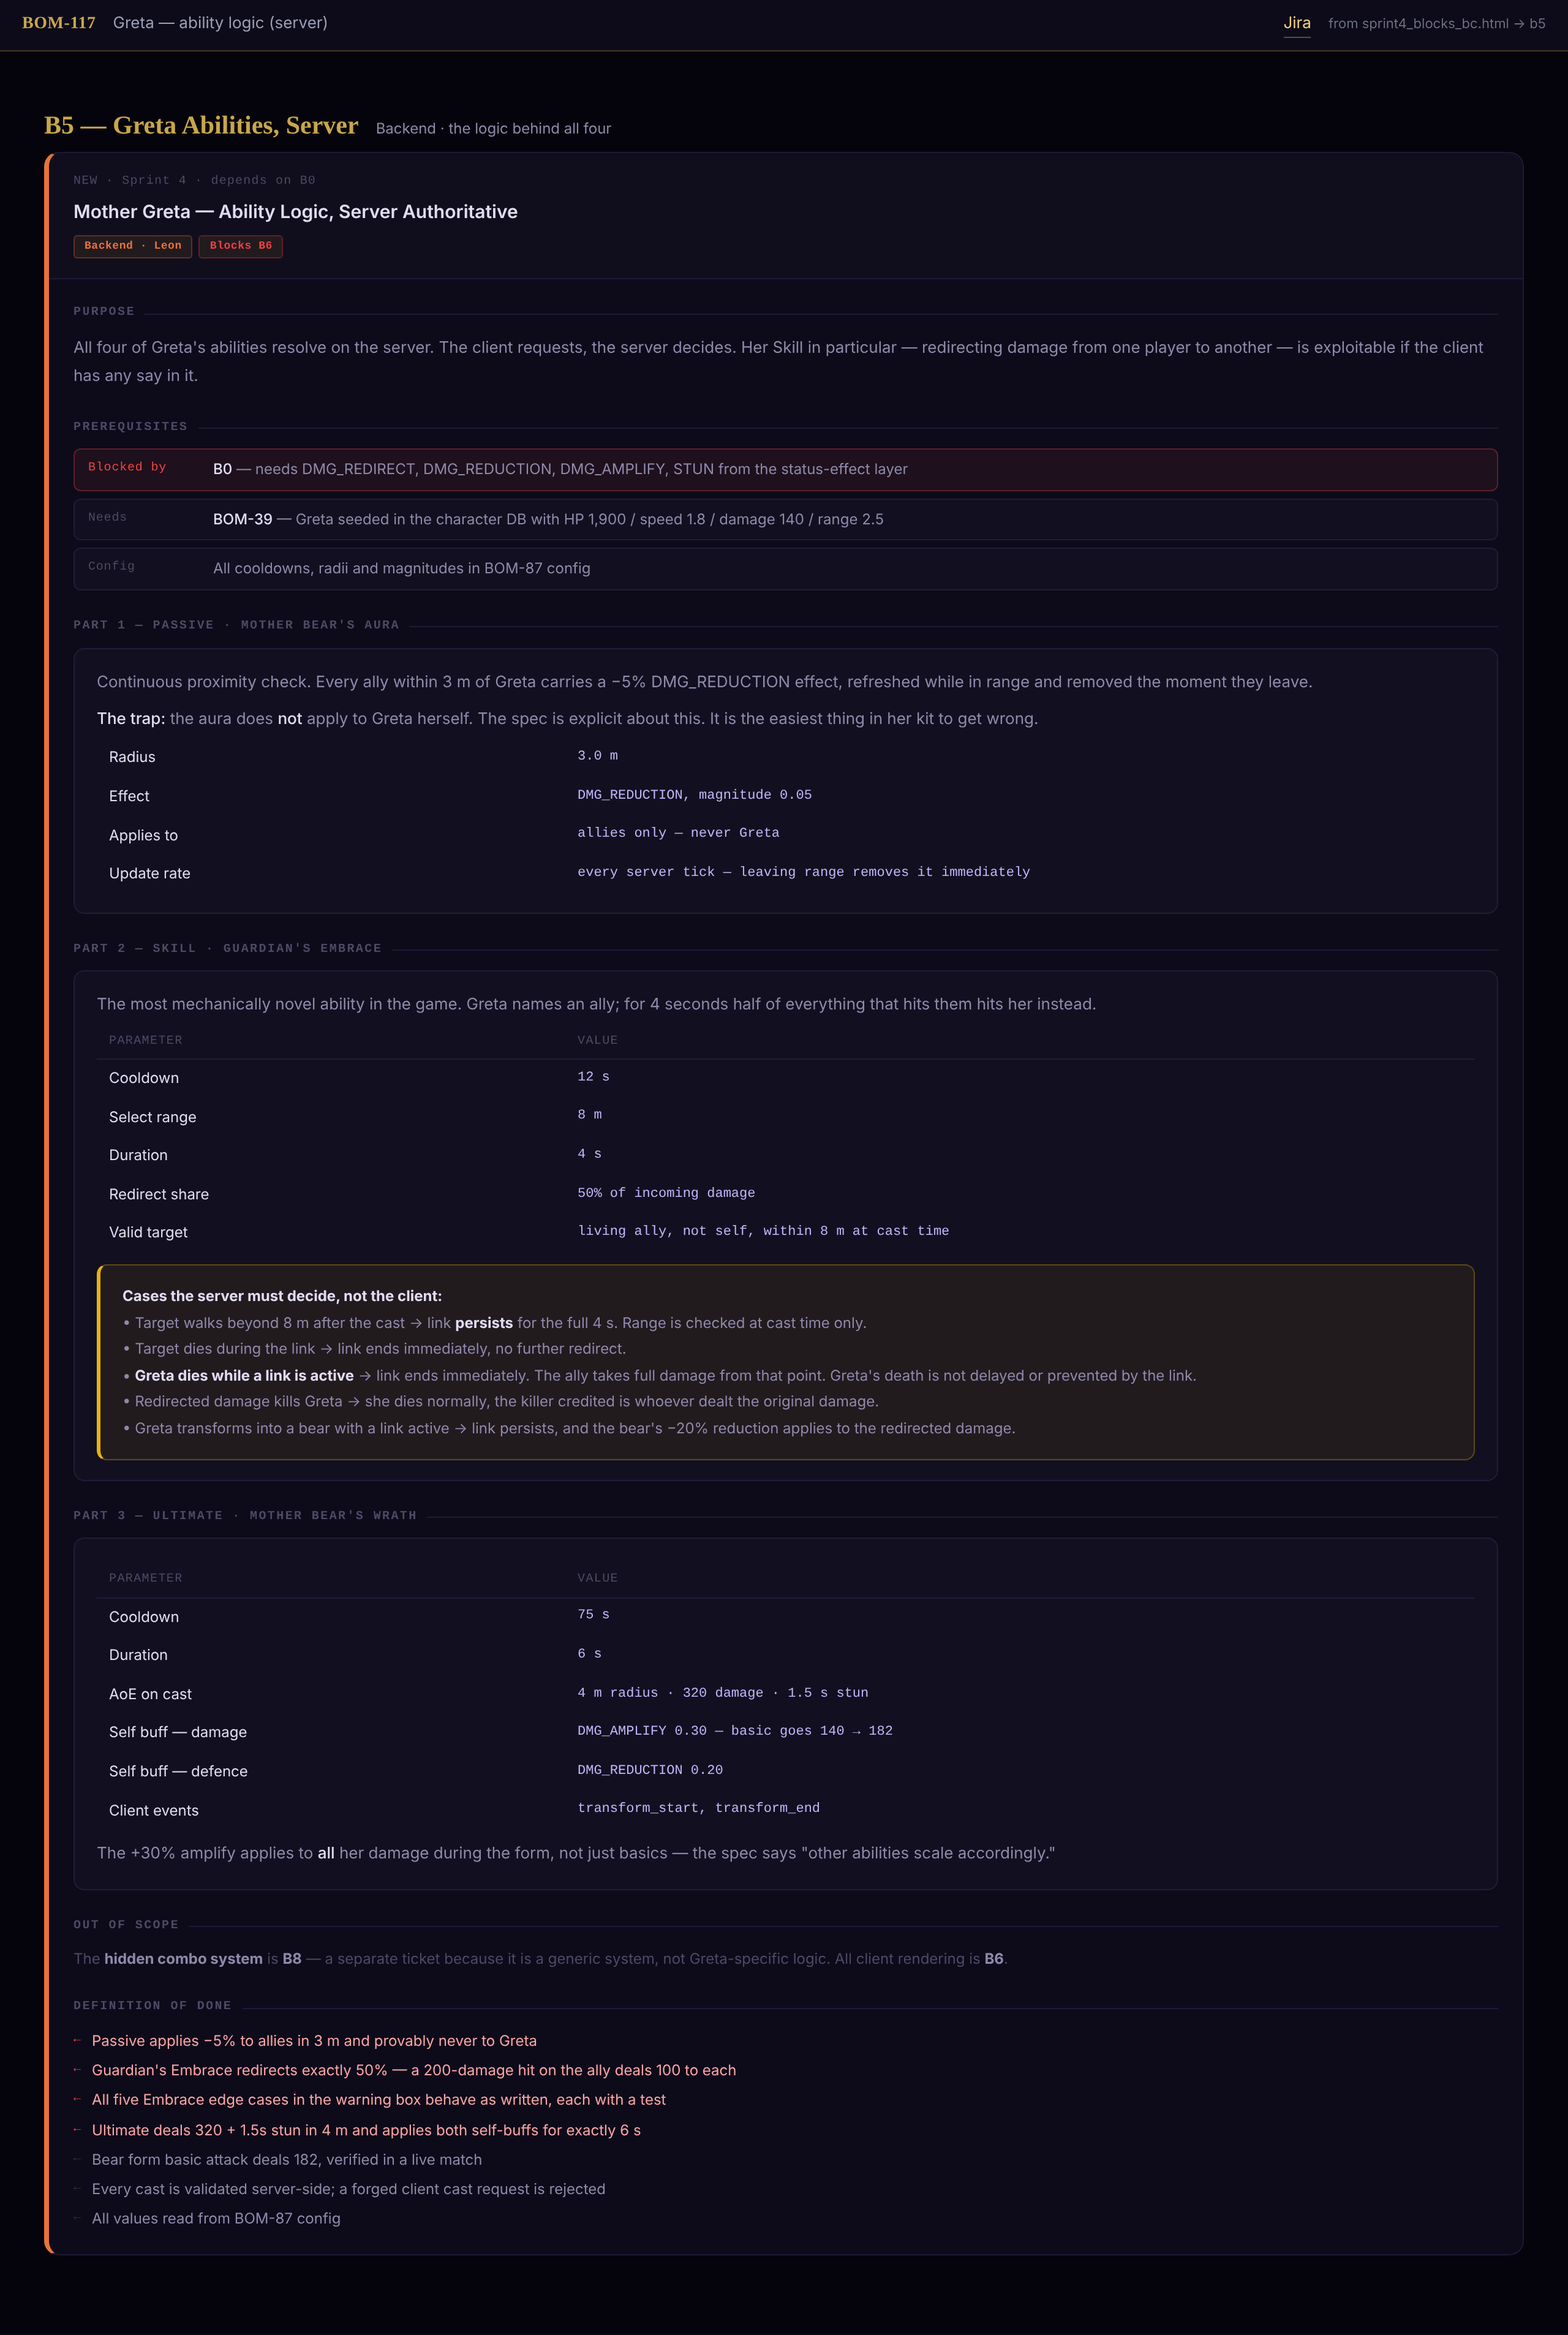 BOM-117 Greta — ability logic (server) Jira from sprint4_blocks_bc.html → b5
B5 — Greta Abilities, Server Backend · the logic behind all four
NEW · Sprint 4 · depends on B0
Mother Greta — Ability Logic, Server Authoritative
Backend · Leon Blocks B6
PURPOSE
All four of Greta's abilities resolve on the server. The client requests, the server decides. Her Skill in particular — redirecting damage from one player to another — is exploitable if the client
has any say in it.
PREREQUISITES
Blocked by B0 — needs DMG_REDIRECT, DMG_REDUCTION, DMG_AMPLIFY, STUN from the status-effect layer
Needs BOM-39 — Greta seeded in the character DB with HP 1,900 / speed 1.8 / damage 140 / range 2.5
Config All cooldowns, radii and magnitudes in BOM-87 config
PART 1 — PASSIVE · MOTHER BEAR'S AURA
Continuous proximity check. Every ally within 3 m of Greta carries a −5% DMG_REDUCTION effect, refreshed while in range and removed the moment they leave.
The trap: the aura does not apply to Greta herself. The spec is explicit about this. It is the easiest thing in her kit to get wrong.
Radius 3.0 m
Effect DMG_REDUCTION, magnitude 0.05
Applies to allies only — never Greta
Update rate every server tick — leaving range removes it immediately
PART 2 — SKILL · GUARDIAN'S EMBRACE
The most mechanically novel ability in the game. Greta names an ally; for 4 seconds half of everything that hits them hits her instead.
PARAMETER VALUE
Cooldown 12 s
Select range 8 m
Duration 4 s
Redirect share 50% of incoming damage
Valid target living ally, not self, within 8 m at cast time
Cases the server must decide, not the client:
• Target walks beyond 8 m after the cast → link persists for the full 4 s. Range is checked at cast time only.
• Target dies during the link → link ends immediately, no further redirect.
• Greta dies while a link is active → link ends immediately. The ally takes full damage from that point. Greta's death is not delayed or prevented by the link.
• Redirected damage kills Greta → she dies normally, the killer credited is whoever dealt the original damage.
• Greta transforms into a bear with a link active → link persists, and the bear's −20% reduction applies to the redirected damage.
PART 3 — ULTIMATE · MOTHER BEAR'S WRATH
PARAMETER VALUE
Cooldown 75 s
Duration 6 s
AoE on cast 4 m radius · 320 damage · 1.5 s stun
Self buff — damage DMG_AMPLIFY 0.30 — basic goes 140 → 182
Self buff — defence DMG_REDUCTION 0.20
Client events transform_start, transform_end
The +30% amplify applies to all her damage during the form, not just basics — the spec says "other abilities scale accordingly."
OUT OF SCOPE
The hidden combo system is B8 — a separate ticket because it is a generic system, not Greta-specific logic. All client rendering is B6.
DEFINITION OF DONE
← Passive applies −5% to allies in 3 m and provably never to Greta
← Guardian's Embrace redirects exactly 50% — a 200-damage hit on the ally deals 100 to each
← All five Embrace edge cases in the warning box behave as written, each with a test
← Ultimate deals 320 + 1.5s stun in 4 m and applies both self-buffs for exactly 6 s
← Bear form basic attack deals 182, verified in a live match
← Every cast is validated server-side; a forged client cast request is rejected
← All values read from BOM-87 config